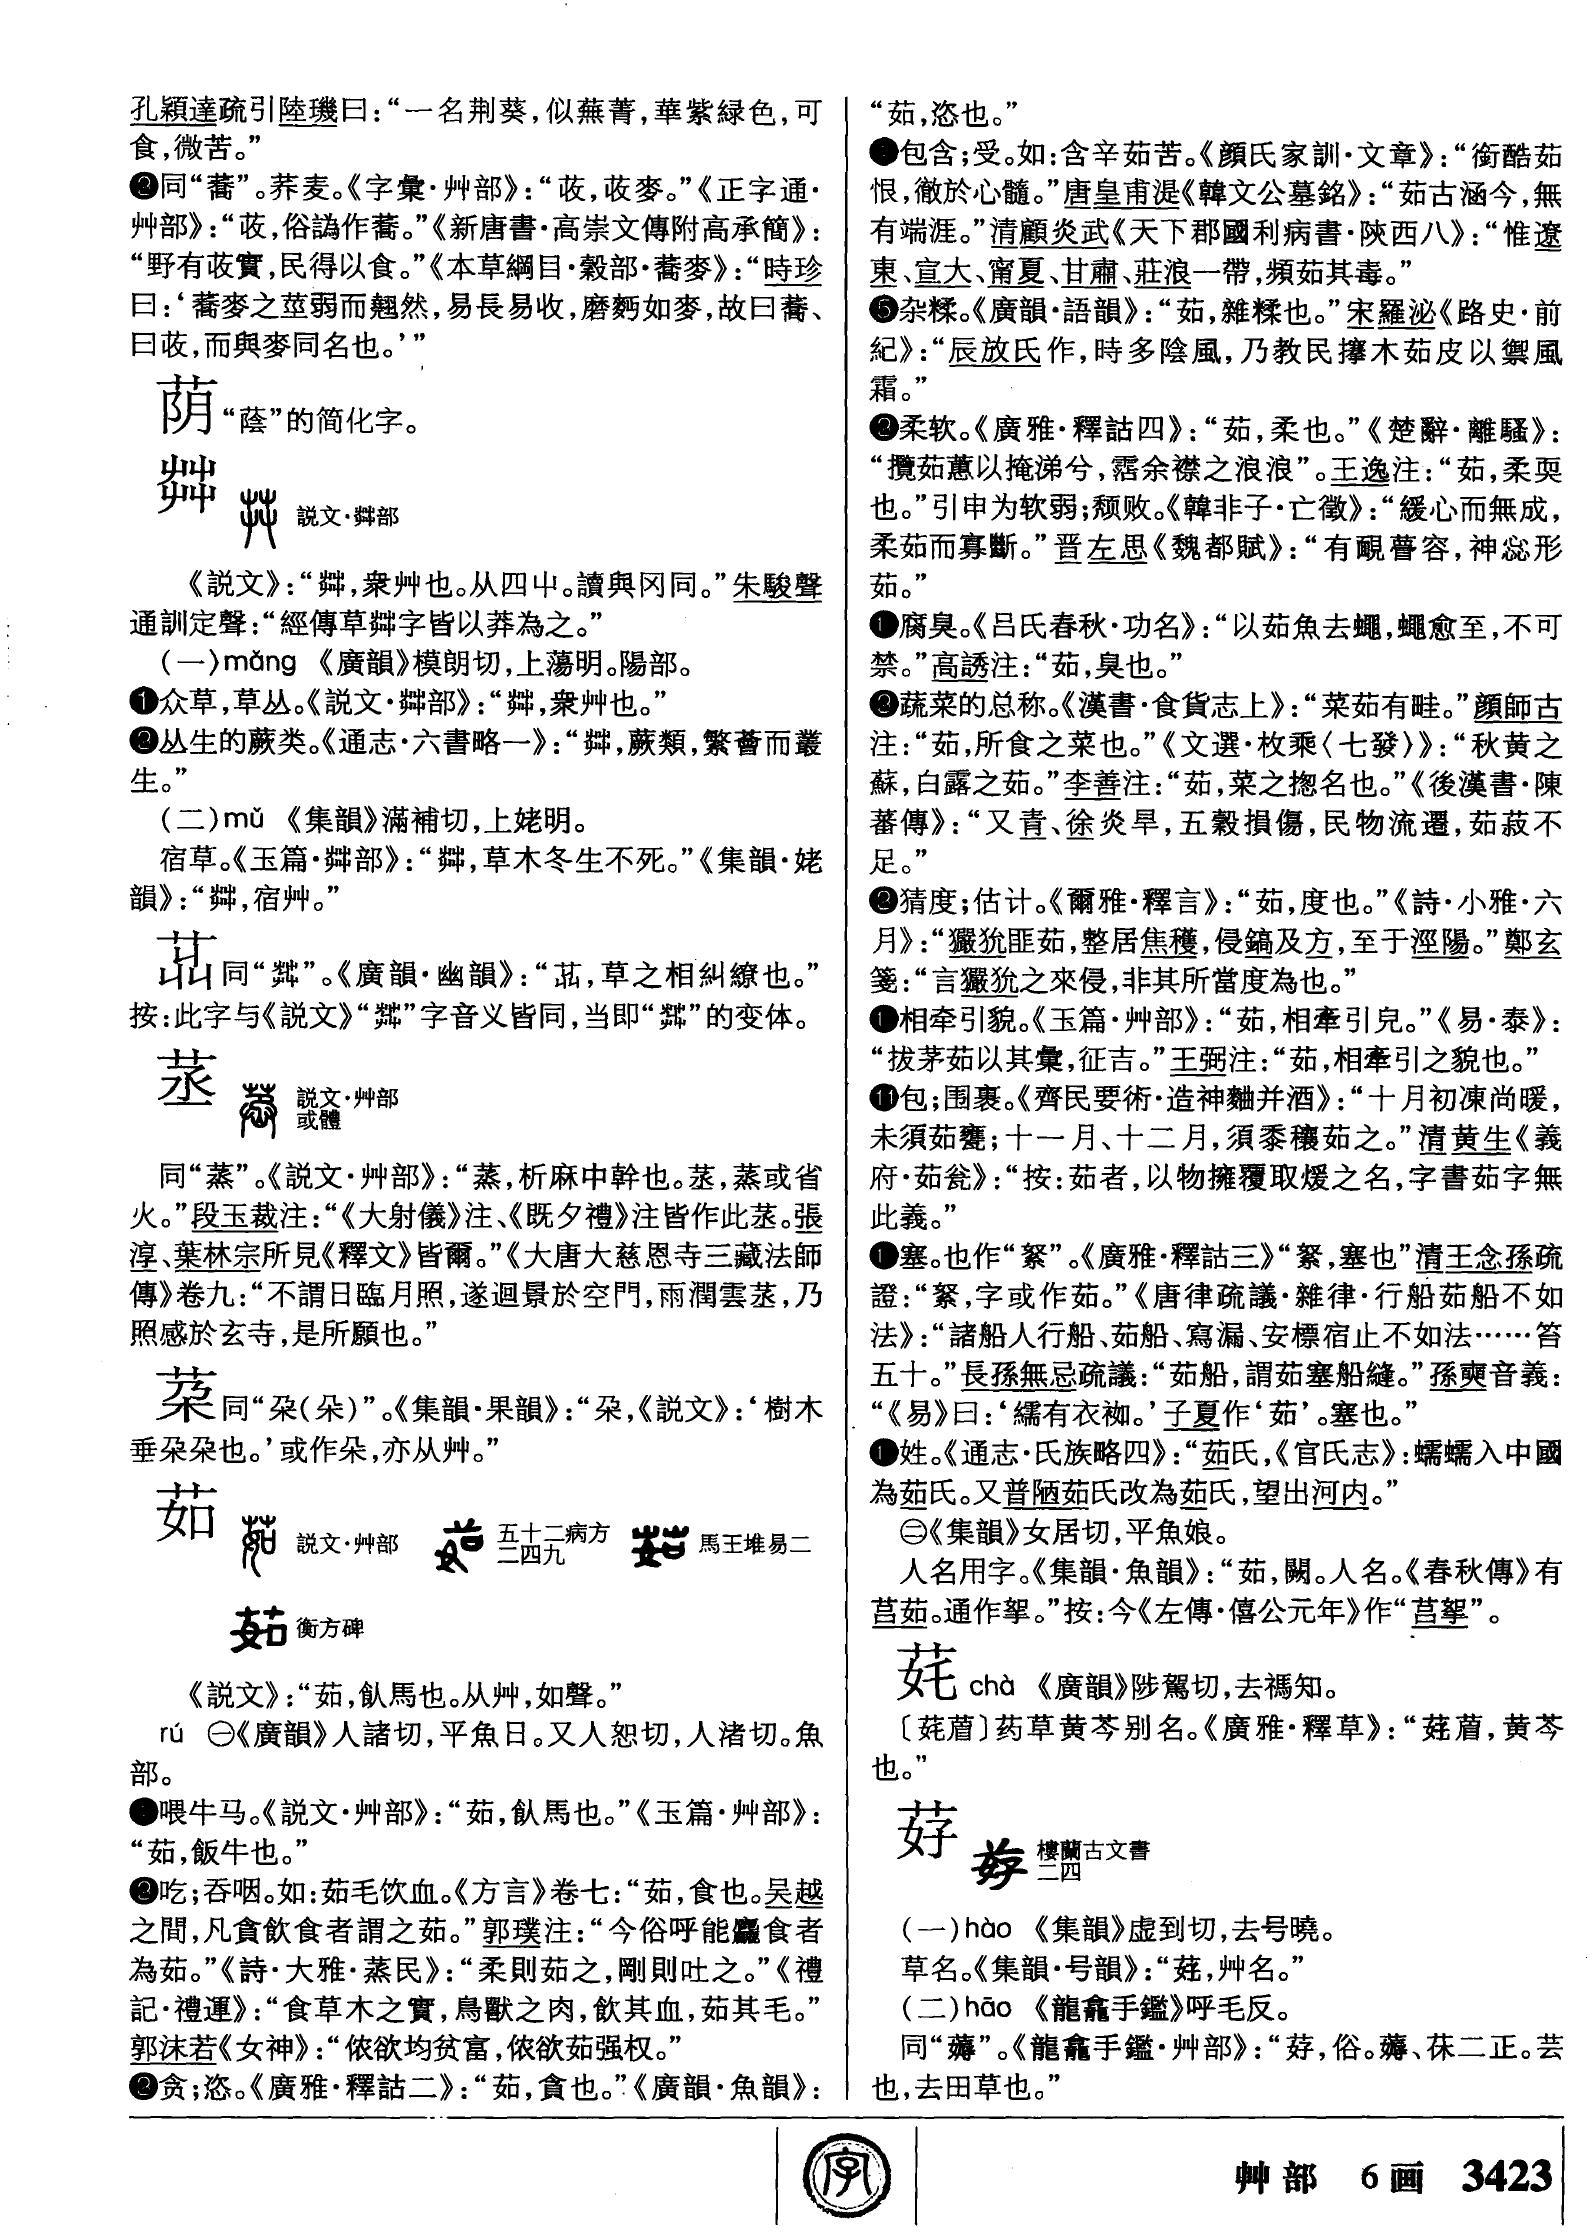 孔穎達疏引陸璣曰：“一名荆葵，似蕪菁，華紫緑色，可
食，微苦。”
❷同“蕎”。荞麦。《字彙·艸部》：“荍，荍麥。”《正字通·
艸部》：“荍，俗譌作蕎。”《新唐書·高崇文傳附高承簡》：
“野有荍實，民得以食。”《本草綱目·穀部·蕎麥》：“時珍
曰：‘蕎麥之莖弱而翹然，易長易收，磨麪如麥，故曰蕎、
曰荍，而與麥同名也。’”
荫 “蔭”的简化字。
茻 説文·茻部
《説文》：“茻，衆艸也。从四屮。讀與冈同。”朱駿聲
通訓定聲：“經傳草茻字皆以莽為之。”
（一）mǎng 《廣韻》模朗切，上蕩明。陽部。
❶众草，草丛。《説文·茻部》：“茻，衆艸也。”
❷丛生的蕨类。《通志·六書略一》：“茻，蕨類，繁薈而叢
生。”
（二）mǔ 《集韻》滿補切，上姥明。
宿草。《玉篇·茻部》：“茻，草木冬生不死。”《集韻·姥
韻》：“茻，宿艸。”
同“茻”。《廣韻·幽韻》：“，草之相糾繚也。”
按：此字与《説文》“”字音义皆同，当即“”的变体。
菍 説文·艸部
或體
同“蒸”。《説文·艸部》：“蒸，析麻中幹也。䒱，蒸或省
火。”段玉裁注：“《大射儀》注、《既夕禮》注皆作此䒱。張
淳、葉林宗所見《釋文》皆爾。”《大唐大慈恩寺三藏法師
傳》卷九：“不謂日臨月照，遂迴景於空門，雨潤雲䒱，乃
照感於玄寺，是所願也。”
同“朶（朵）”。《集韻·果韻》：“朶，《説文》：‘樹木
垂朶朶也。’或作朵，亦从艸。”
茹 説文·艸部 五十二病方
二四九 馬王堆易二
衡方碑
《説文》：“茹，飤馬也。从艸，如聲。”
rú ㊀《廣韻》人諸切，平魚日。又人恕切，人渚切。魚
部。
喂牛马。《説文·艸部》：“茹，飤馬也。”《玉篇·艸部》：
“茹，飯牛也。”
❷吃；吞咽。如：茹毛饮血。《方言》卷七：“茹，食也。吴越
之間，凡貪飲食者謂之茹。”郭璞注：“今俗呼能麤食者
為茹。”《詩·大雅·蒸民》：“柔則茹之，剛則吐之。”《禮
記·禮運》：“食草木之實，鳥獸之肉，飲其血，茹其毛。”
郭沫若《女神》：“侬欲均贫富，侬欲茹强权。”
❷贪；恣。《廣雅·釋詁二》：“茹，貪也。”《廣韻·魚韻》：
“茹，恣也。”
包含；受。如：含辛茹苦。《顔氏家訓·文章》：“銜酷茹
恨，徹於心髓。”唐皇甫湜《韓文公墓銘》：“茹古涵今，無
有端涯。”清顧炎武《天下郡國利病書·陝西八》：“惟遼
東、宣大、甯夏、甘肅、莊浪一帶，頻茹其毒。”
❺杂糅。《廣韻·語韻》：“茹，雜糅也。”宋羅泌《路史·前
紀》：“辰放氏作，時多陰風，乃教民㩓木茹皮以禦風
霜。”
❷柔软。《廣雅·釋詁四》：“茹，柔也。”《楚辭·離騷》：
“攬茹蕙以掩涕兮，霑余襟之浪浪”。王逸注：“茹，柔耎
也。”引申为软弱；颓败。《韓非子·亡徵》：“緩心而無成，
柔茹而寡斷。”晋左思《魏都賦》：“有靦瞢容，神惢形
茹。”
❶腐臭。《吕氏春秋·功名》：“以茹魚去蠅，蠅愈至，不可
禁。”高誘注：“茹，臭也。”
❸蔬菜的总称。《漢書·食貨志上》：“菜茹有畦。”顔師古
注：“茹，所食之菜也。”《文選·枚乘〈七發〉》：“秋黄之
蘇，白露之茹。”李善注：“茹，菜之揔名也。”《後漢書·陳
蕃傳》：“又青、徐炎旱，五穀損傷，民物流遷，茹菽不
足。”
❷猜度；估计。《爾雅·釋言》：“茹，度也。”《詩·小雅·六
月》：“玁狁匪茹，整居焦穫，侵鎬及方，至于涇陽。”鄭玄
箋：“言玁狁之來侵，非其所當度為也。”
❶相牵引貌。《玉篇·艸部》：“茹，相牽引皃。”《易·泰》：
“拔茅茹以其彙，征吉。”王弼注：“茹，相牽引之貌也。”
⓫包；围裹。《齊民要術·造神麯并酒》：“十月初凍尚暖，
未須茹甕；十一月、十二月，須黍穰茹之。”清黄生《義
府·茹瓮》：“按：茹者，以物擁覆取煖之名，字書茹字無
此義。”
❶塞。也作“絮”。《廣雅·釋詁三》“絮，塞也”清王念孫疏
證：“絮，字或作茹。”《唐律疏議·雜律·行船茹船不如
法》：“諸船人行船、茹船、寫漏、安標宿止不如法……笞
五十。”長孫無忌疏議：“茹船，謂茹塞船縫。”孫奭音義：
“《易》曰：‘繻有衣袽。’子夏作‘茹’。塞也。”
❶姓。《通志·氏族略四》：“茹氏，《官氏志》：蠕蠕入中國
為茹氏。又普陋茹氏改為茹氏，望出河内。”
㊁《集韻》女居切，平魚娘。
人名用字。《集韻·魚韻》：“茹，闕。人名。《春秋傳》有
莒茹。通作挐。”按：今《左傳·僖公元年》作“莒挐”。
chà 《廣韻》陟駕切，去禡知。
〔蓾〕药草黄芩别名。《廣雅·釋草》：“蓾，黄芩
也。”
樓蘭古文書
二四
（一）hào 《集韻》虚到切，去号曉。
草名。《集韻·号韻》：“，艸名。”
（二）hāo 《龍龕手鑑》呼毛反。
同“薅”。《龍龕手鑑·艸部》：“，俗。薅、茠二正。芸
也，去田草也。”
字
艸部 6画 3423